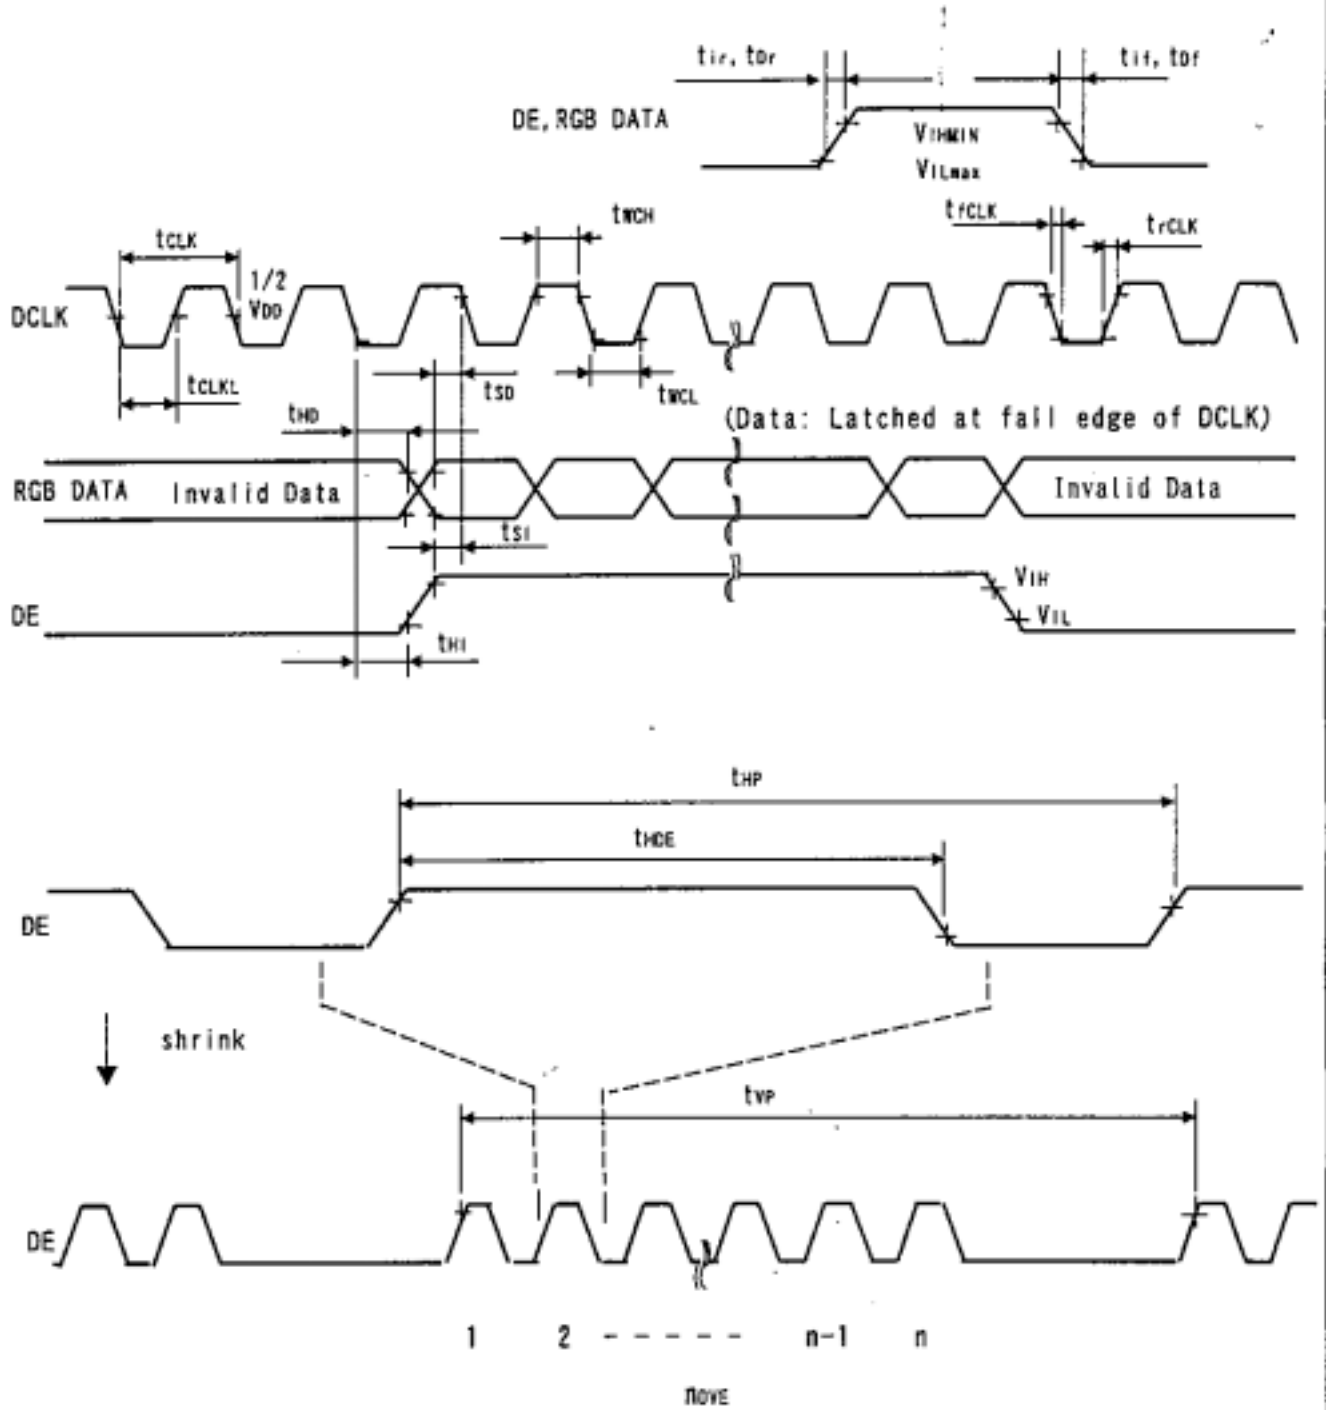 tir, tDr
tif, tDf
DE, RGB DATA
VIHMIN
VILmax
tWCH
tfCLK
trCLK
tCLK
1/2
VDD
DCLK
tCLKL
tSD
tWCL
tHD
(Data: Latched at fall edge of DCLK)
RGB DATA
Invalid Data
Invalid Data
tSI
VIH
DE
VIL
tHI
tHP
tHDE
DE
shrink
tVP
DE
1 2 - - - - - - n-1 n
nOVE